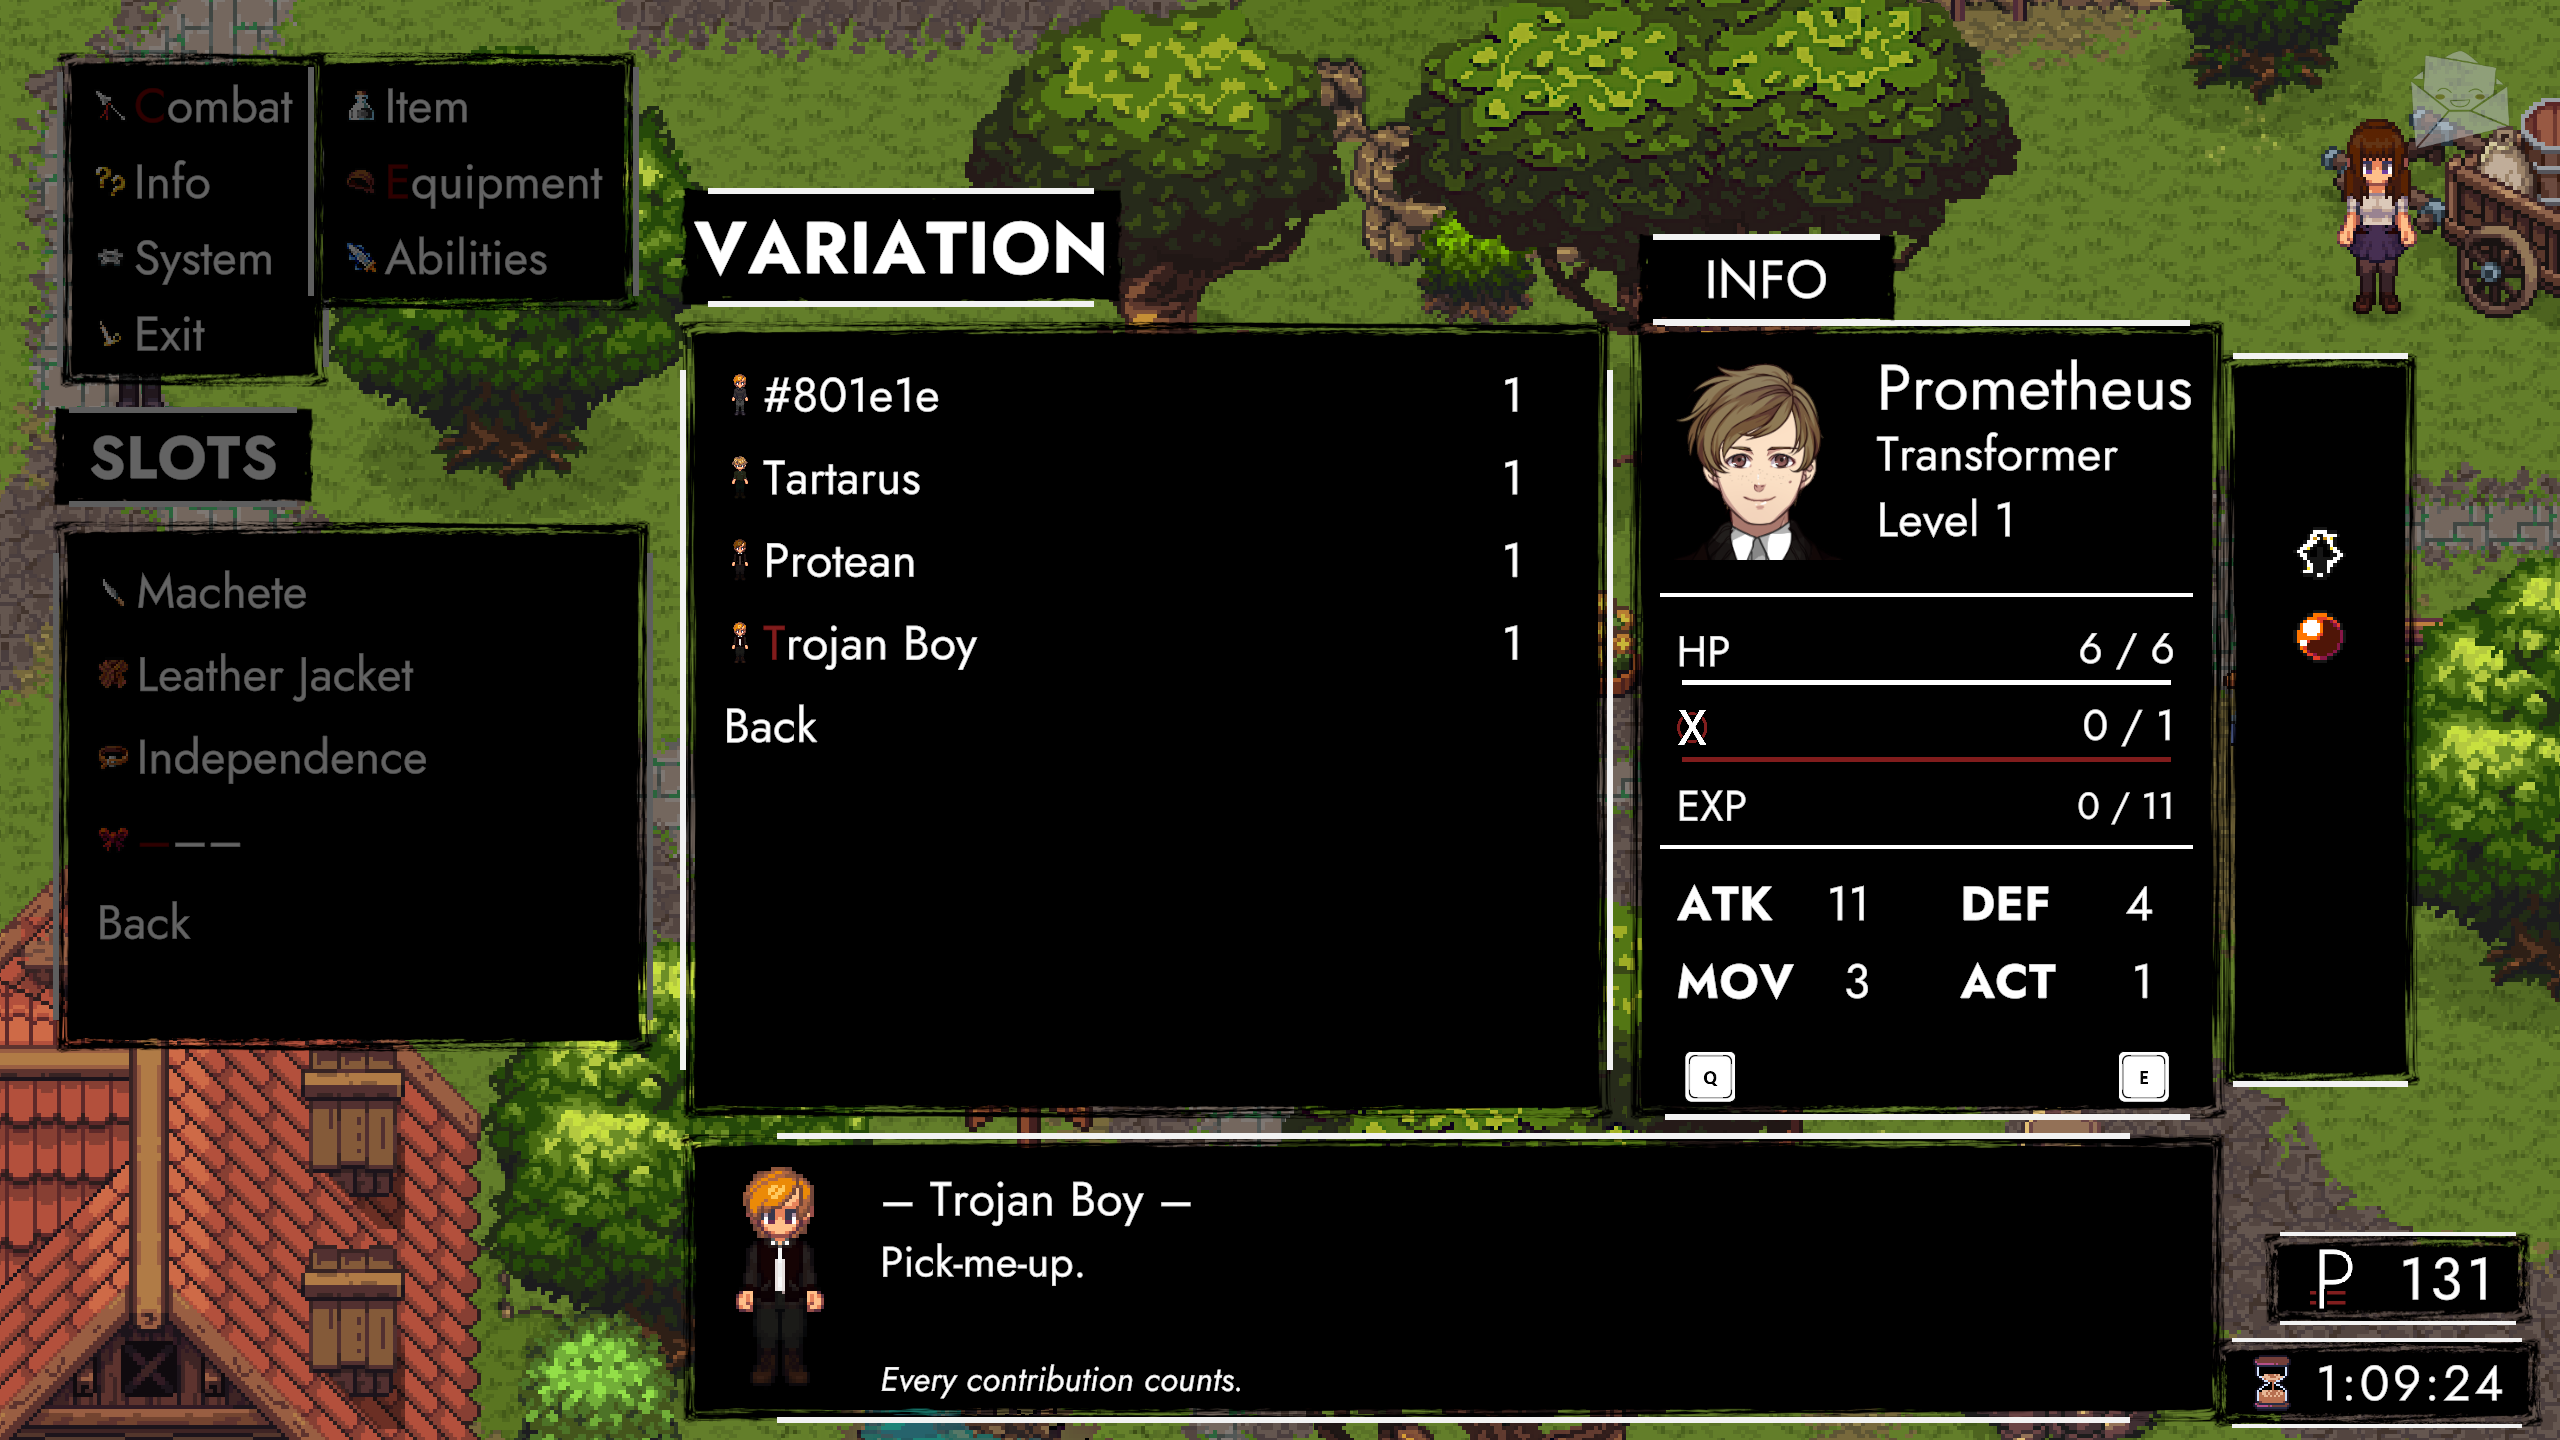 Combat
Item
Info
Equipment
System
Abilities
Exit
SLOTS
Machete
Leather Jacket
Independence
———
Back
VARIATION
#801e1e 1
Tartarus 1
Protean 1
Trojan Boy 1
Back
INFO
Prometheus
Transformer
Level 1
HP 6 / 6
X 0 / 1
EXP 0 / 11
ATK 11 DEF 4
MOV 3 ACT 1
Q E
— Trojan Boy —
Pick-me-up.
Every contribution counts.
P 131
1:09:24